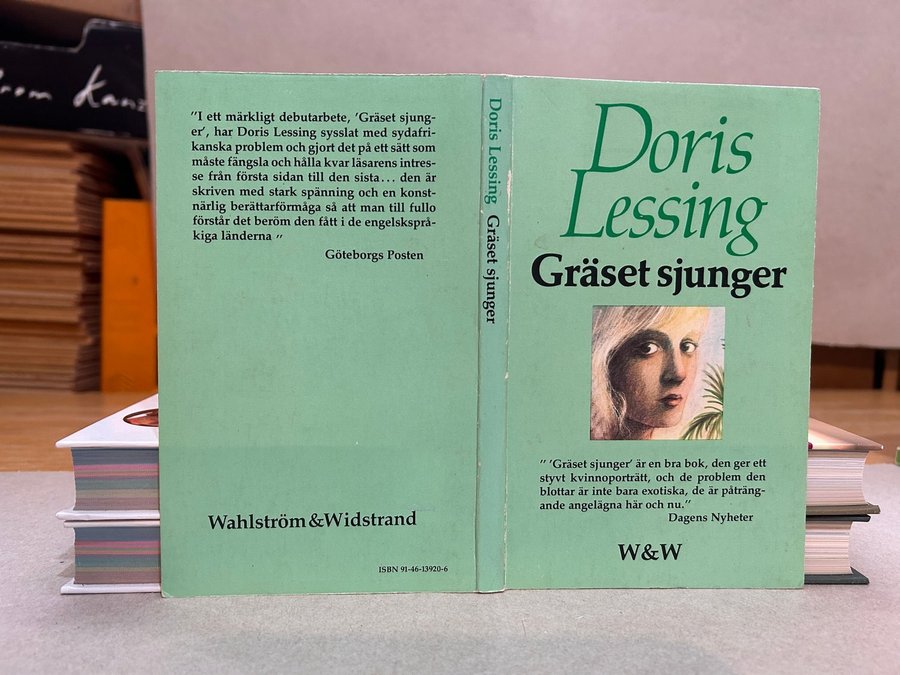 "I ett märkligt debutarbete, 'Gräset sjung-
er', har Doris Lessing sysslat med sydafri-
kanska problem och gjort det på ett sätt som
måste fängsla och hålla kvar läsarens intres-
se från första sidan till den sista... den är
skriven med stark spänning och en konst-
närlig berättarförmåga så att man till fullo
förstår det beröm den fått i de engelsksprå-
kiga länderna "
Göteborgs Posten
Wahlström&Widstrand
ISBN 91-46-13920-6
Doris Lessing Gräset sjunger
Doris
Lessing
Gräset sjunger
" 'Gräset sjunger' är en bra bok, den ger ett
styvt kvinnoporträtt, och de problem den
blottar är inte bara exotiska, de är påträng-
ande angelägna här och nu."
Dagens Nyheter
W&W